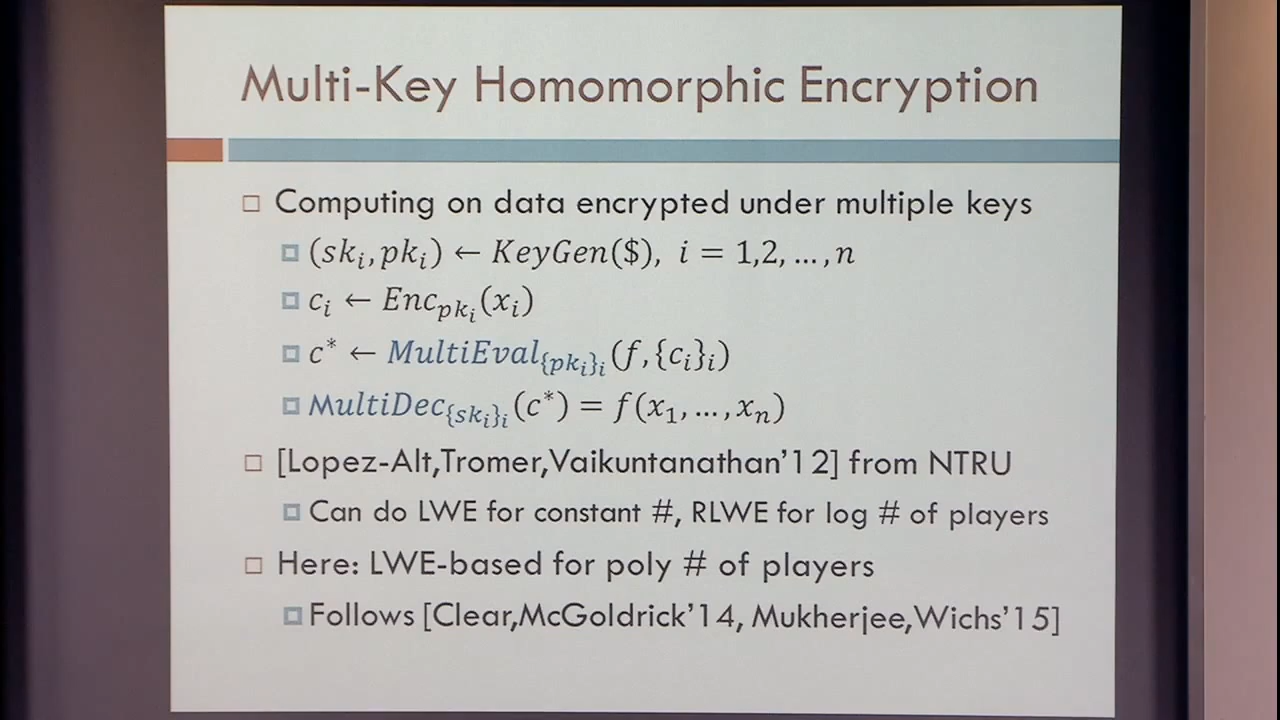 Multi-Key Homomorphic Encryption
Computing on data encrypted under multiple keys
(sk_i, pk_i) ← KeyGen($), i = 1,2, …, n
c_i ← Enc_{pk_i}(x_i)
c* ← MultiEval_{{pk_i}_i}(f, {c_i}_i)
MultiDec_{{sk_i}_i}(c*) = f(x_1, …, x_n)
[Lopez-Alt,Tromer,Vaikuntanathan’12] from NTRU
Can do LWE for constant #, RLWE for log # of players
Here: LWE-based for poly # of players
Follows [Clear,McGoldrick’14, Mukherjee,Wichs’15]